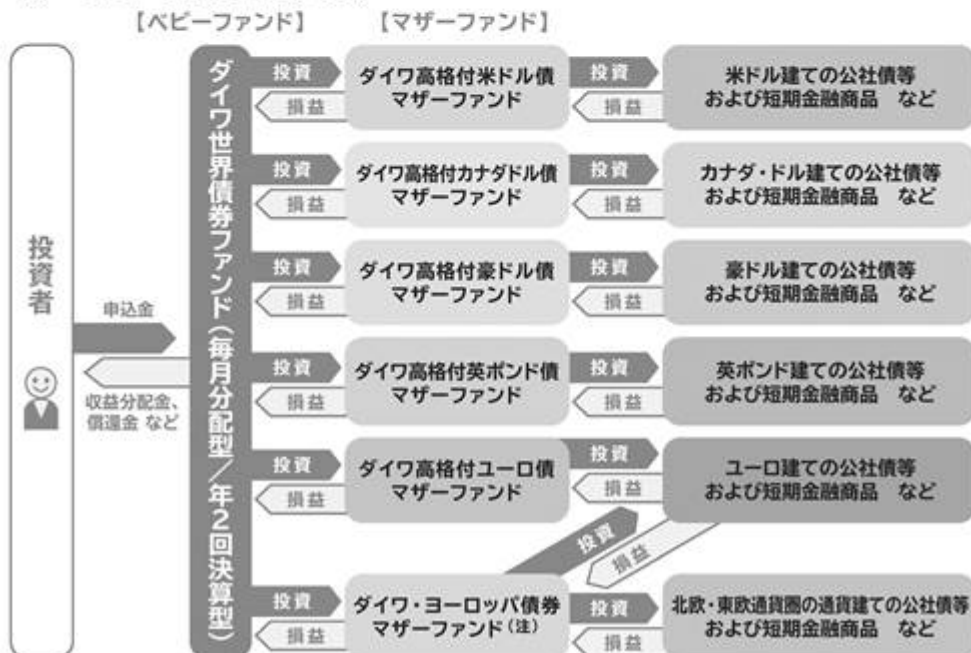 【ベビーファンド】
【マザーファンド】
投資者
申込金
収益分配金、
償還金 など
ダイワ世界債券ファンド(毎月分配型/年2回決算型)
投資
損益
ダイワ高格付米ドル債
マザーファンド
投資
損益
米ドル建ての公社債等
および短期金融商品 など
投資
損益
ダイワ高格付カナダドル債
マザーファンド
投資
損益
カナダ・ドル建ての公社債等
および短期金融商品 など
投資
損益
ダイワ高格付豪ドル債
マザーファンド
投資
損益
豪ドル建ての公社債等
および短期金融商品 など
投資
損益
ダイワ高格付英ポンド債
マザーファンド
投資
損益
英ポンド建ての公社債等
および短期金融商品 など
投資
損益
ダイワ高格付ユーロ債
マザーファンド
投資
損益
ユーロ建ての公社債等
および短期金融商品 など
投資
損益
投資
損益
ダイワ・ヨーロッパ債券
マザーファンド(注)
投資
損益
北欧・東欧通貨圏の通貨建ての公社債等
および短期金融商品 など